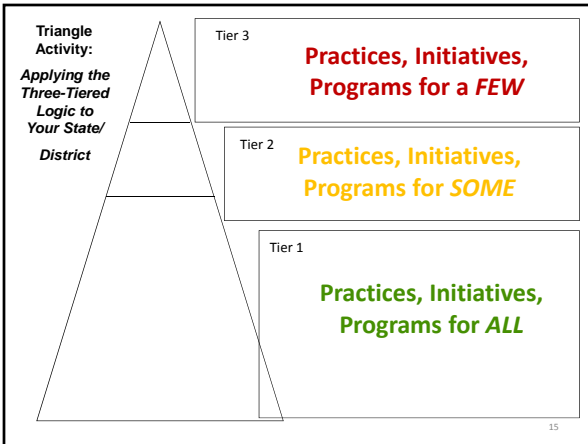 Triangle
Activity:
Applying the
Three-Tiered
Logic to
Your State/
District
Tier 3
Practices, Initiatives,
Programs for a FEW
Tier 2
Practices, Initiatives,
Programs for SOME
Tier 1
Practices, Initiatives,
Programs for ALL
15